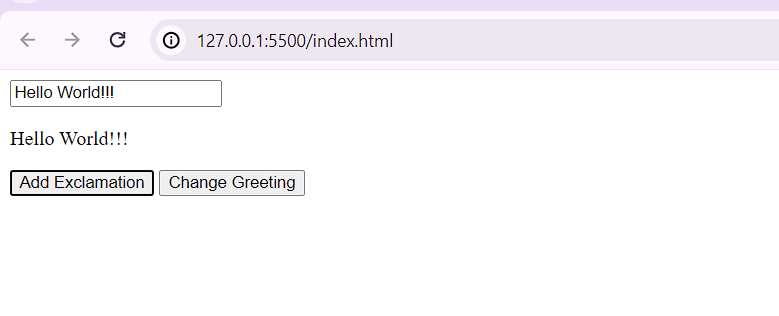 127.0.0.1:5500/index.html
Hello World!!!
Hello World!!!
Add Exclamation Change Greeting